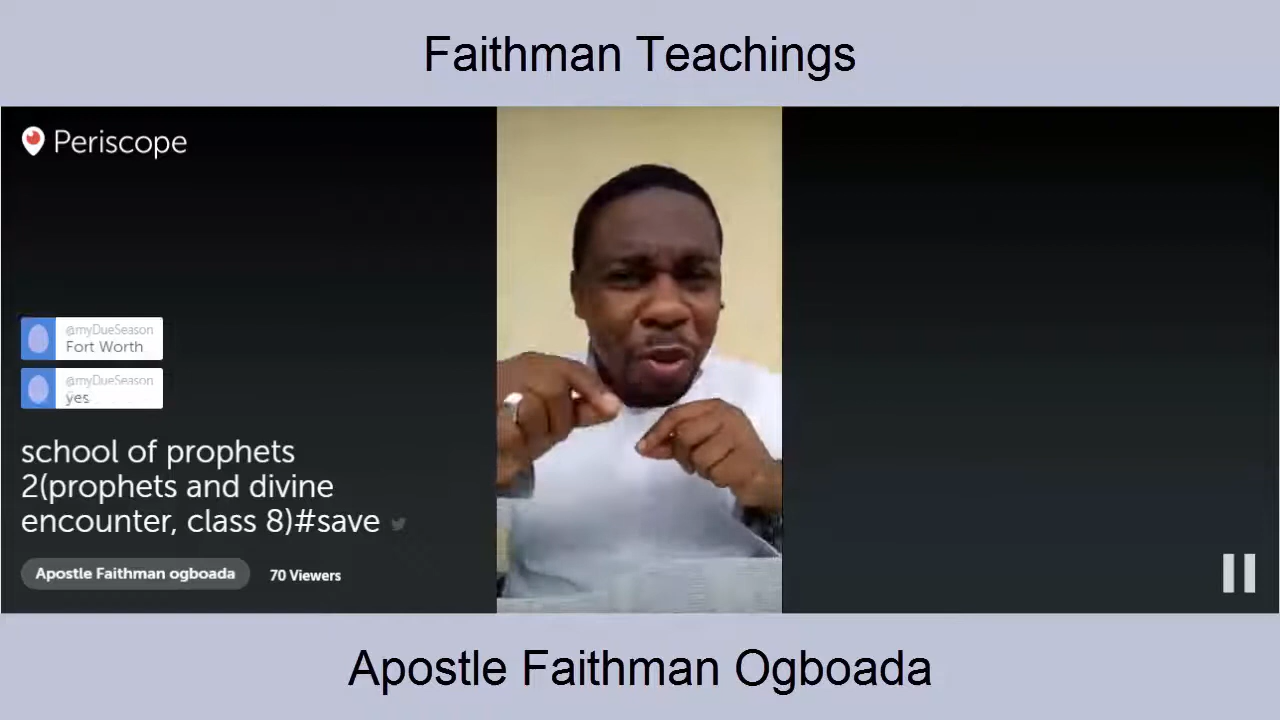 Faithman Teachings
Periscope
@myDueSeason
Fort Worth
@myDueSeason
yes
school of prophets
2(prophets and divine
encounter, class 8)#save
Apostle Faithman ogboada
70 Viewers
Apostle Faithman Ogboada